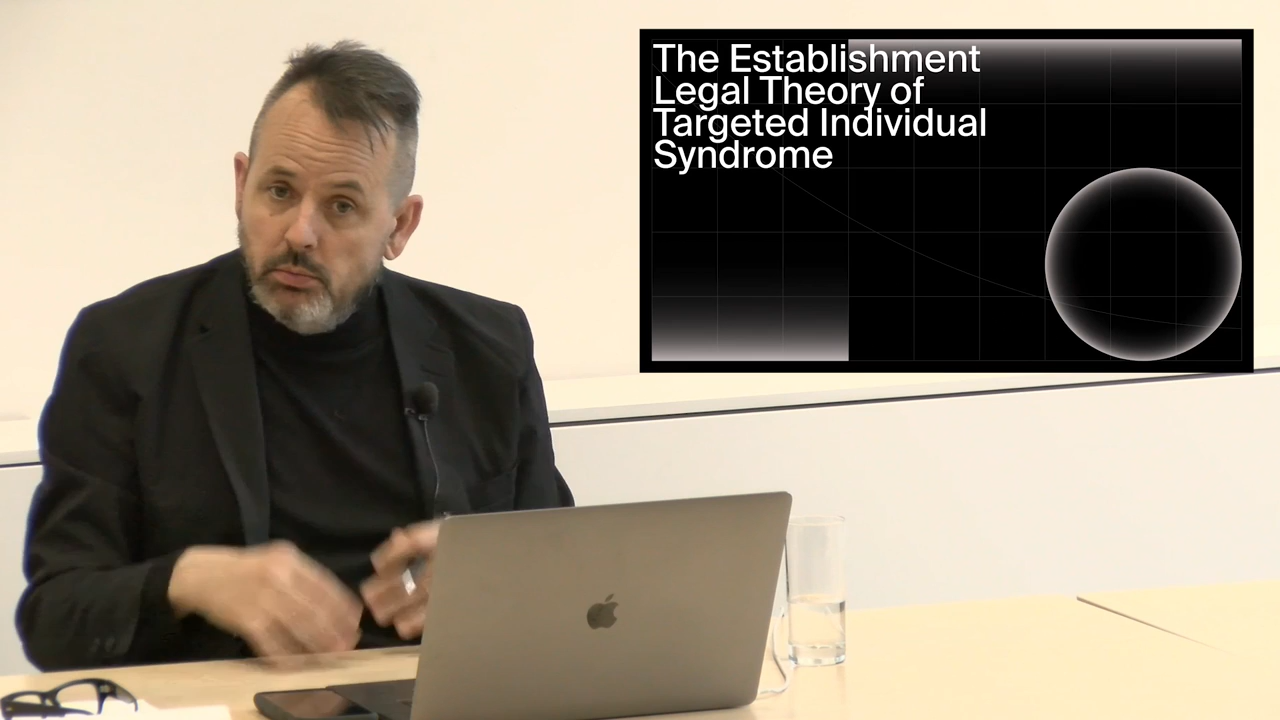 The Establishment
Legal Theory of
Targeted Individual
Syndrome